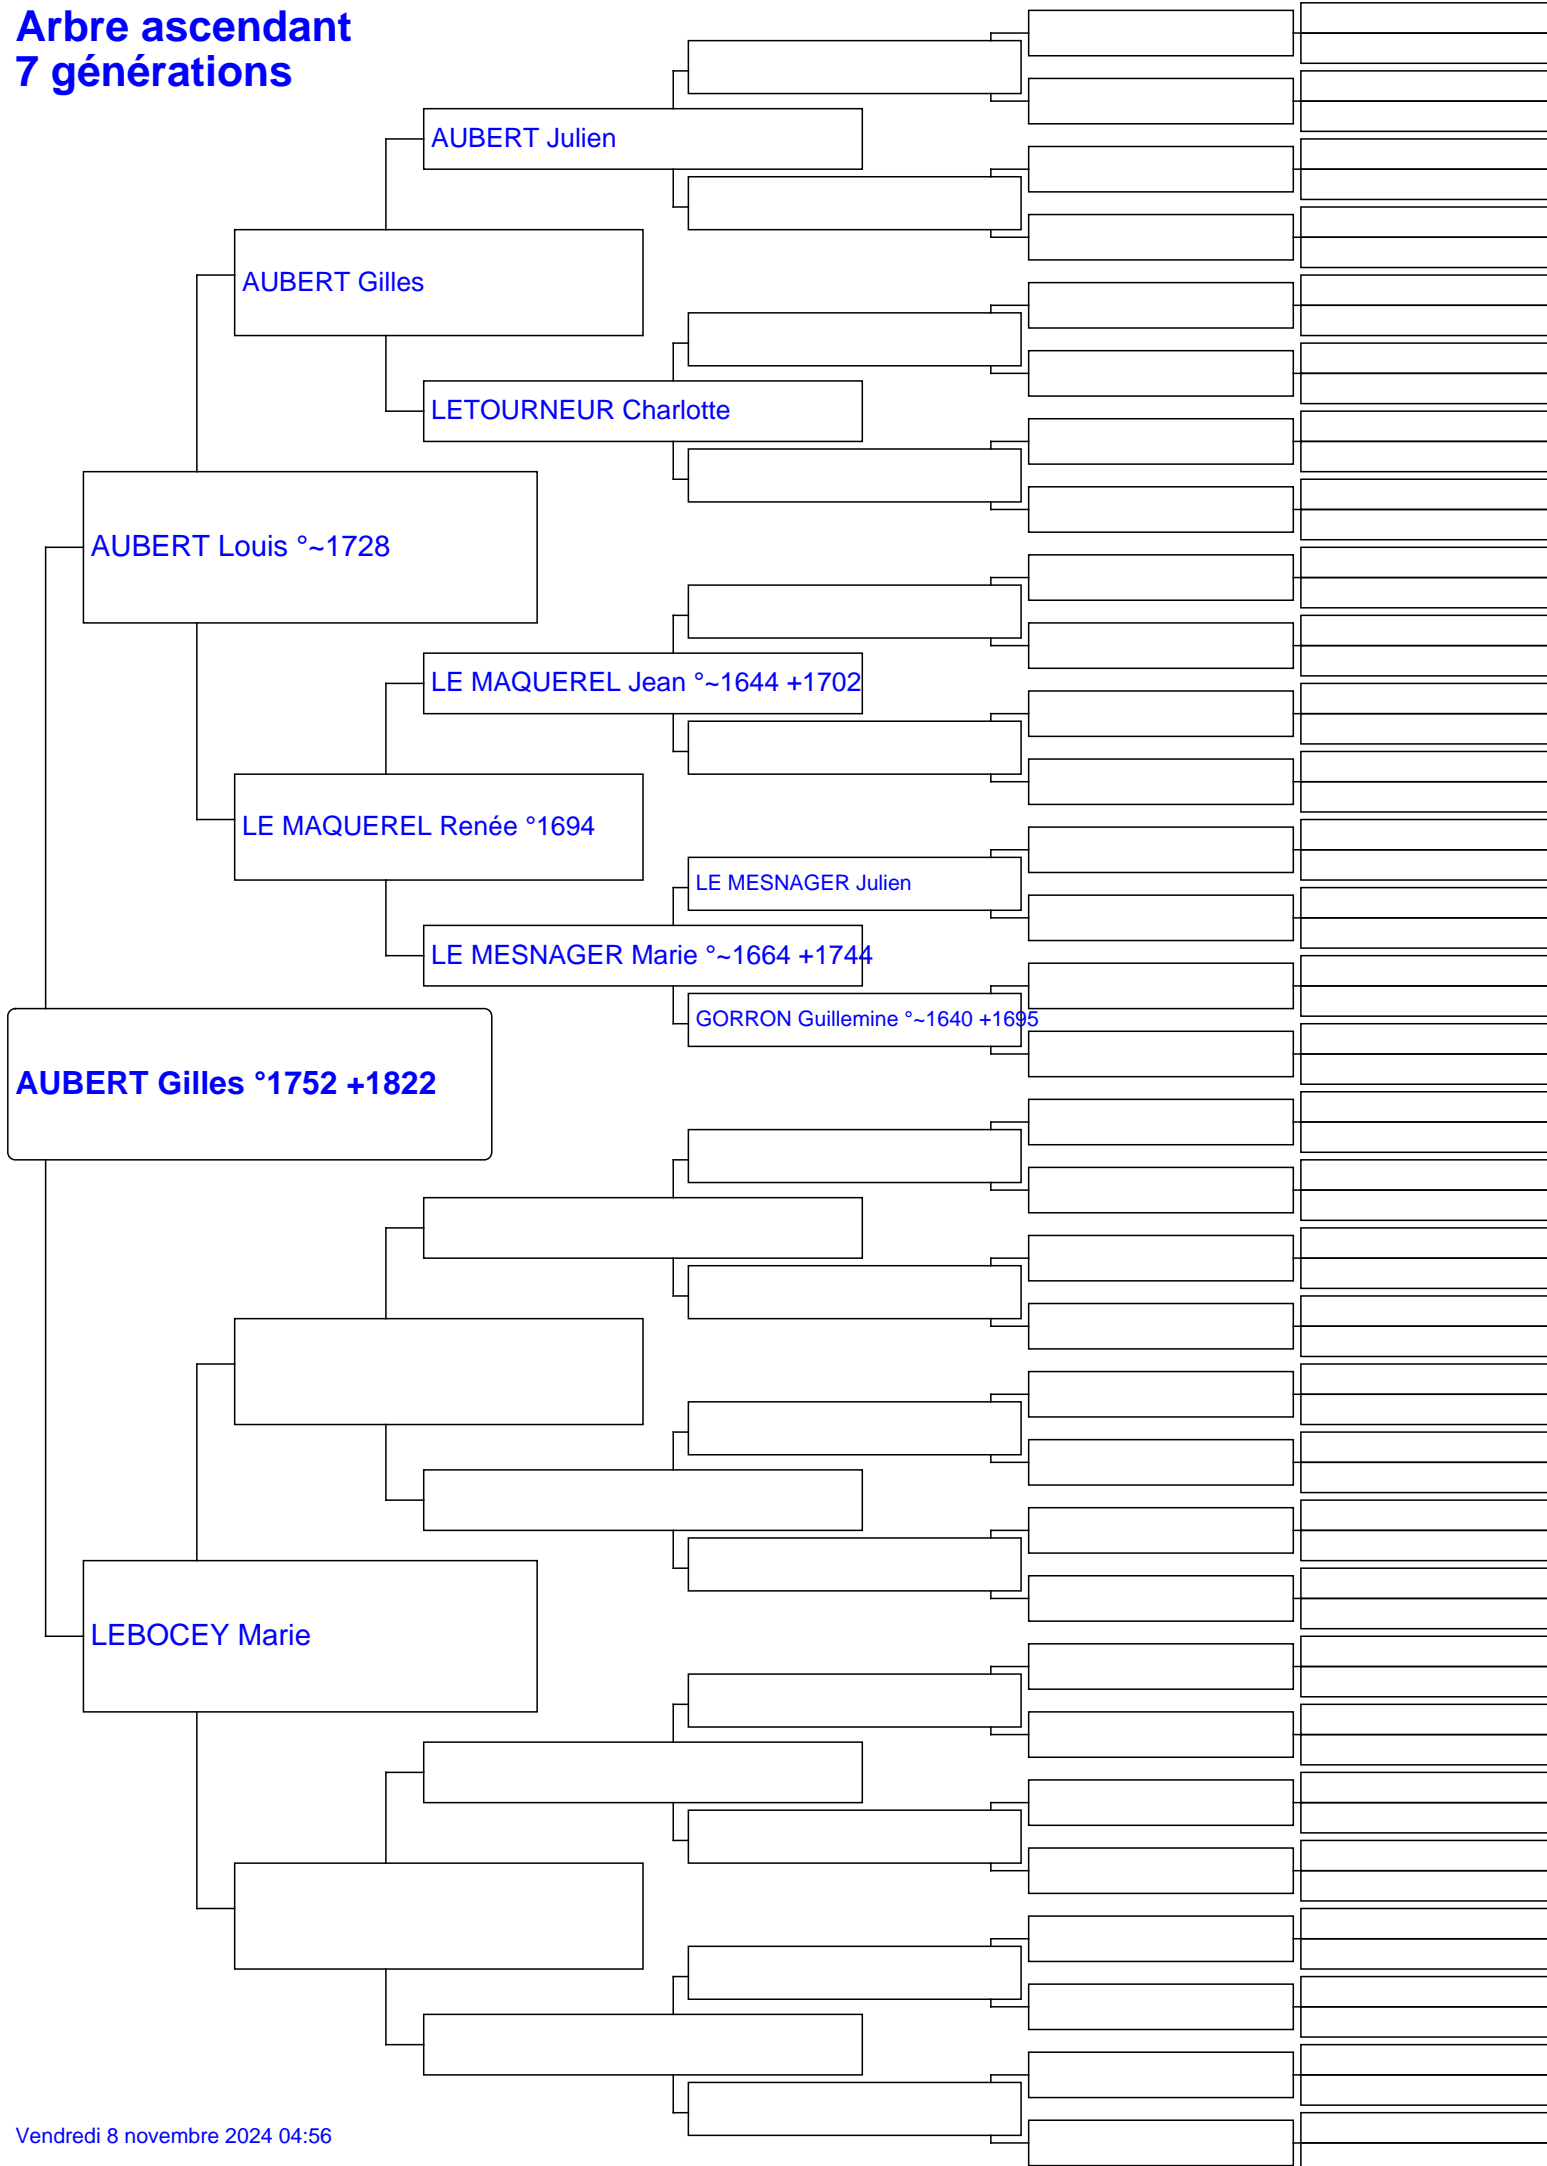 Arbre ascendant
7 générations
AUBERT Julien
AUBERT Gilles
LETOURNEUR Charlotte
AUBERT Louis °~1728
LE MAQUEREL Jean °~1644 +1702
LE MAQUEREL Renée °1694
LE MESNAGER Julien
LE MESNAGER Marie °~1664 +1744
GORRON Guillemine °~1640 +1695
AUBERT Gilles °1752 +1822
LEBOCEY Marie
Vendredi 8 novembre 2024 04:56